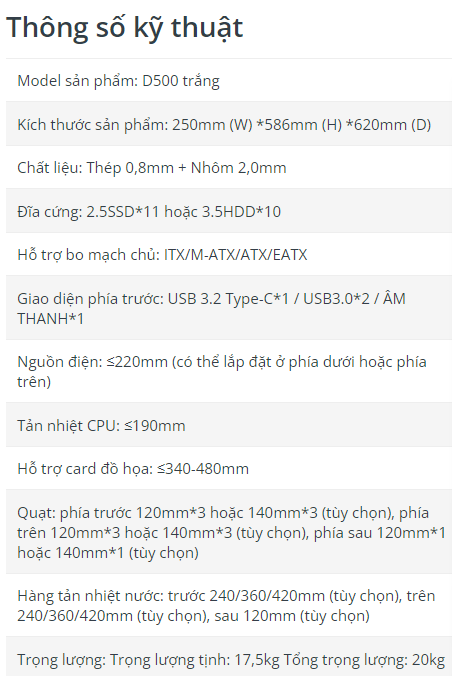 Thông số kỹ thuật
Model sản phẩm: D500 trắng
Kích thước sản phẩm: 250mm (W) *586mm (H) *620mm (D)
Chất liệu: Thép 0,8mm + Nhôm 2,0mm
Đĩa cứng: 2.5SSD*11 hoặc 3.5HDD*10
Hỗ trợ bo mạch chủ: ITX/M-ATX/ATX/EATX
Giao diện phía trước: USB 3.2 Type-C*1 / USB3.0*2 / ÂM
THANH*1
Nguồn điện: ≤220mm (có thể lắp đặt ở phía dưới hoặc phía
trên)
Tản nhiệt CPU: ≤190mm
Hỗ trợ card đồ họa: ≤340-480mm
Quạt: phía trước 120mm*3 hoặc 140mm*3 (tùy chọn), phía
trên 120mm*3 hoặc 140mm*3 (tùy chọn), phía sau 120mm*1
hoặc 140mm*1 (tùy chọn)
Hàng tản nhiệt nước: trước 240/360/420mm (tùy chọn), trên
240/360/420mm (tùy chọn), sau 120mm (tùy chọn)
Trọng lượng: Trọng lượng tịnh: 17,5kg Tổng trọng lượng: 20kg